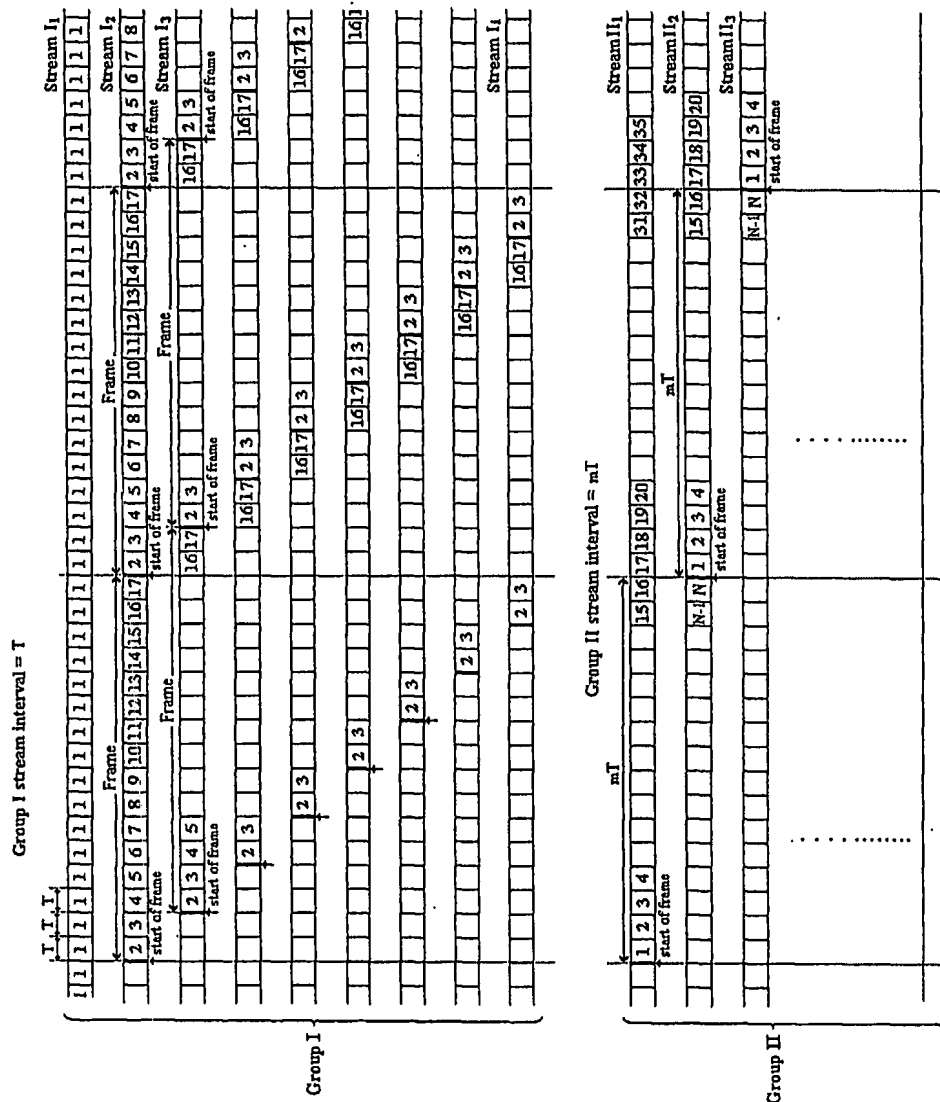 Group I stream interval = T
T T T
1 1 1 1 1 1 1 1 1 1 1 1 1 1 1 1 1 1 1 1 1 1 1 1 1 1 1 1 1 1 1 1 1 1 1 1 1 1 1 1 1 Stream I₁
Frame Frame
2 3 4 5 6 7 8 9 10 11 12 13 14 15 16 17 2 3 4 5 6 7 8 9 10 11 12 13 14 15 16 17 2 3 4 5 6 7 8 Stream I₂
start of frame start of frame start of frame
Frame Frame
2 3 4 5 16 17 2 3 16 17 2 3 Stream I₃
start of frame start of frame start of frame
2 3 16 17 2 3 16 17 2 3
2 3 16 17 2 3 16 17 2
2 3 16 17 2 3 16 1
2 3 16 17 2 3
2 3 16 17 2 3
2 3 16 17 2 3 Stream Iᵢ
Group I
Group II stream interval = mT
mT
1 2 3 4 15 16 17 18 19 20 31 32 33 34 35 Stream II₁
start of frame mT
N-1 N 1 2 3 4 15 16 17 18 19 20 Stream II₂
start of frame
N-1 N 1 2 3 4 Stream II₃
start of frame
Group II